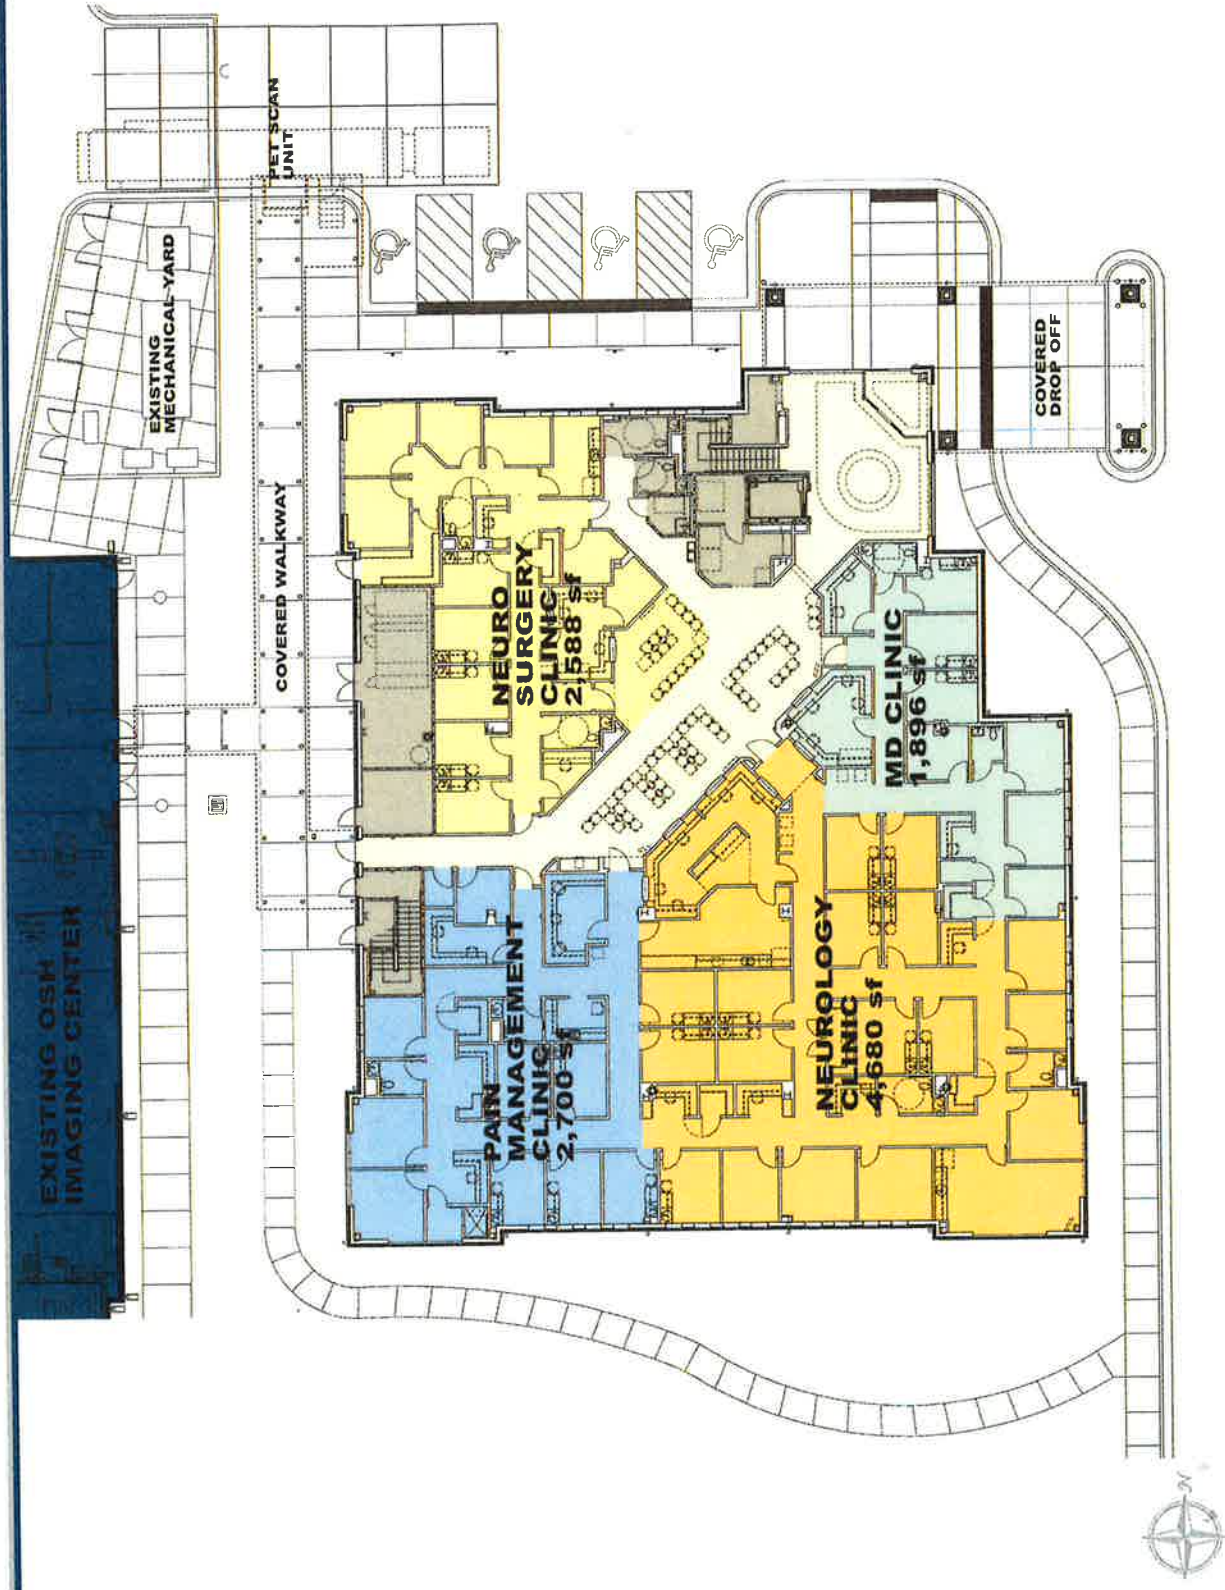 EXISTING OSH
IMAGING CENTER
EXISTING
MECHANICAL YARD
PET SCAN
UNIT
COVERED WALKWAY
NEURO
SURGERY
CLINIC
2,588 sf
PAIN
MANAGEMENT
CLINIC
2,700 sf
NEUROLOGY
CLINIC
4,680 sf
MD CLINIC
1,896 sf
COVERED
DROP OFF
N